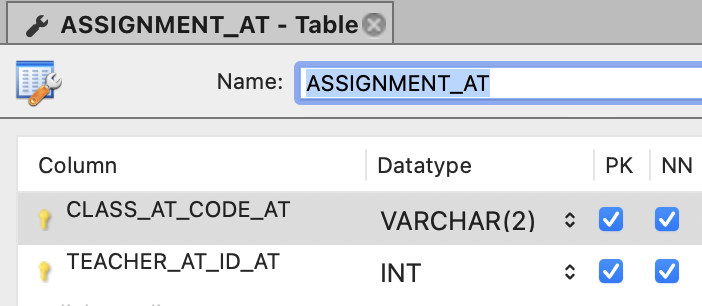 ASSIGNMENT_AT - Table
Name: ASSIGNMENT_AT
Column Datatype PK NN
CLASS_AT_CODE_AT VARCHAR(2)
TEACHER_AT_ID_AT INT